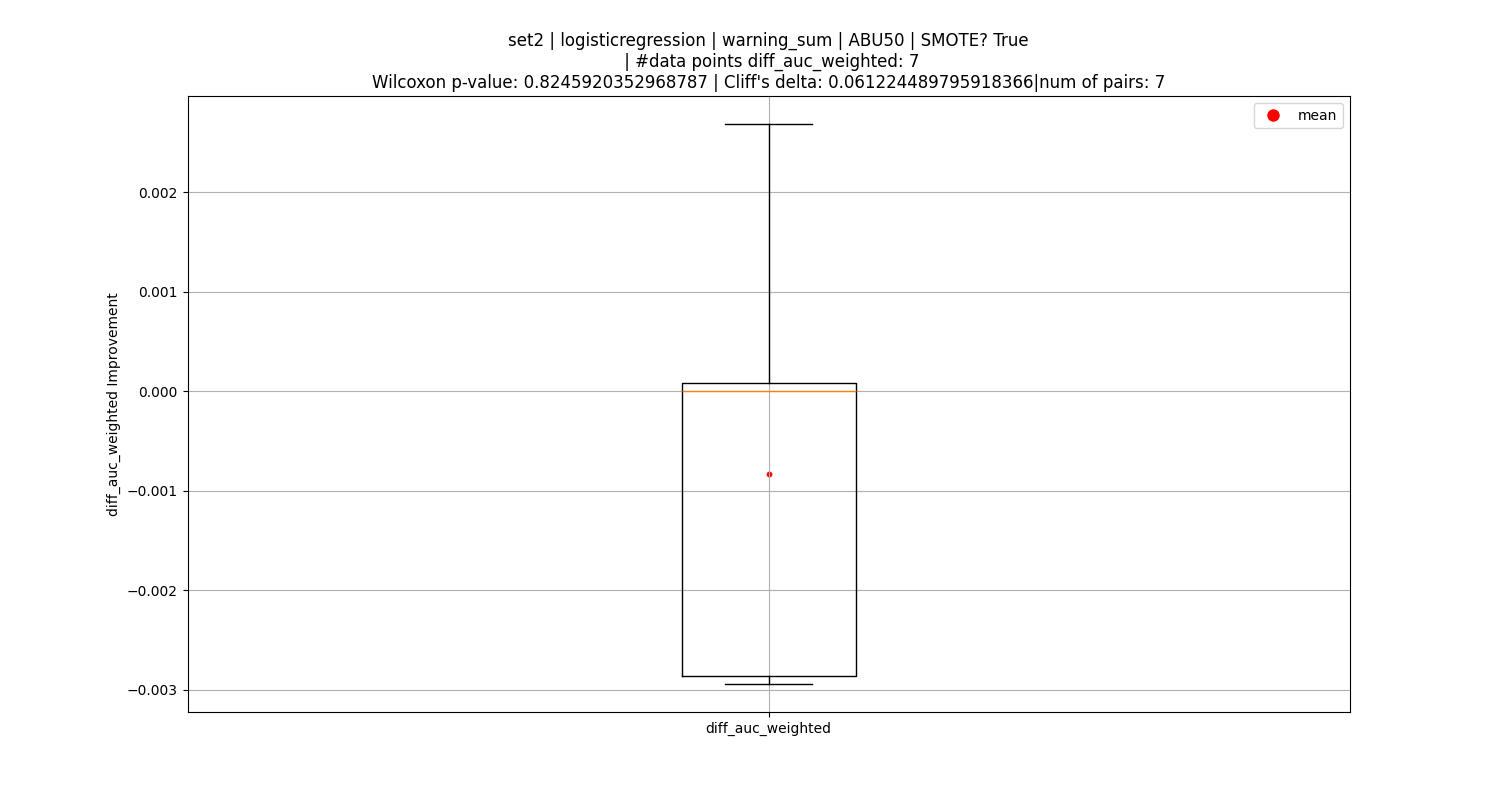 set2 | logisticregression | warning_sum | ABU50 | SMOTE? True
| #data points diff_auc_weighted: 7
Wilcoxon p-value: 0.8245920352968787 | Cliff's delta: 0.061224489795918366|num of pairs: 7
mean
0.002
0.001
0.000
−0.001
−0.002
−0.003
diff_auc_weighted Improvement
diff_auc_weighted